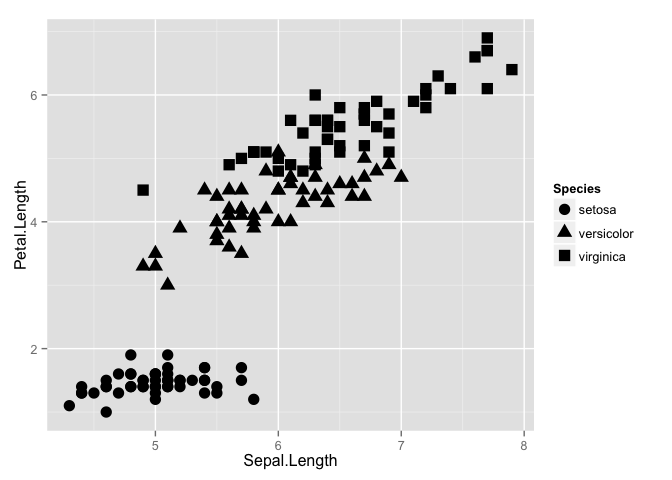 6
4
2
Petal.Length
5 6 7 8
Sepal.Length
Species
setosa
versicolor
virginica